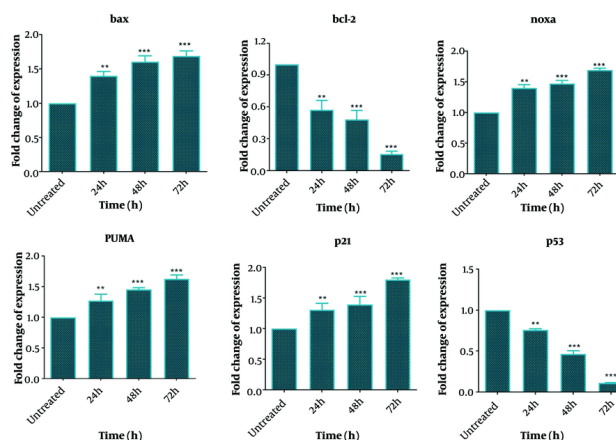 bax
Fold change of expression
2.0
1.5
1.0
0.5
0.0
** *** ***
Untreated 24h 48h 72h
Time (h)
bcl-2
Fold change of expression
1.2
0.9
0.6
0.3
0.0
** *** ***
Untreated 24h 48h 72h
Time (h)
noxa
Fold change of expression
2.0
1.5
1.0
0.5
0.0
** *** ***
Untreated 24h 48h 72h
Time (h)
PUMA
Fold change of expression
2.0
1.5
1.0
0.5
0.0
** *** ***
Untreated 24h 48h 72h
Time (h)
p21
Fold change of expression
2.0
1.5
1.0
0.5
0.0
** *** ***
Untreated 24h 48h 72h
Time (h)
p53
Fold change of expression
1.5
1.0
0.5
0.0
** *** ***
Untreated 24h 48h 72h
Time (h)